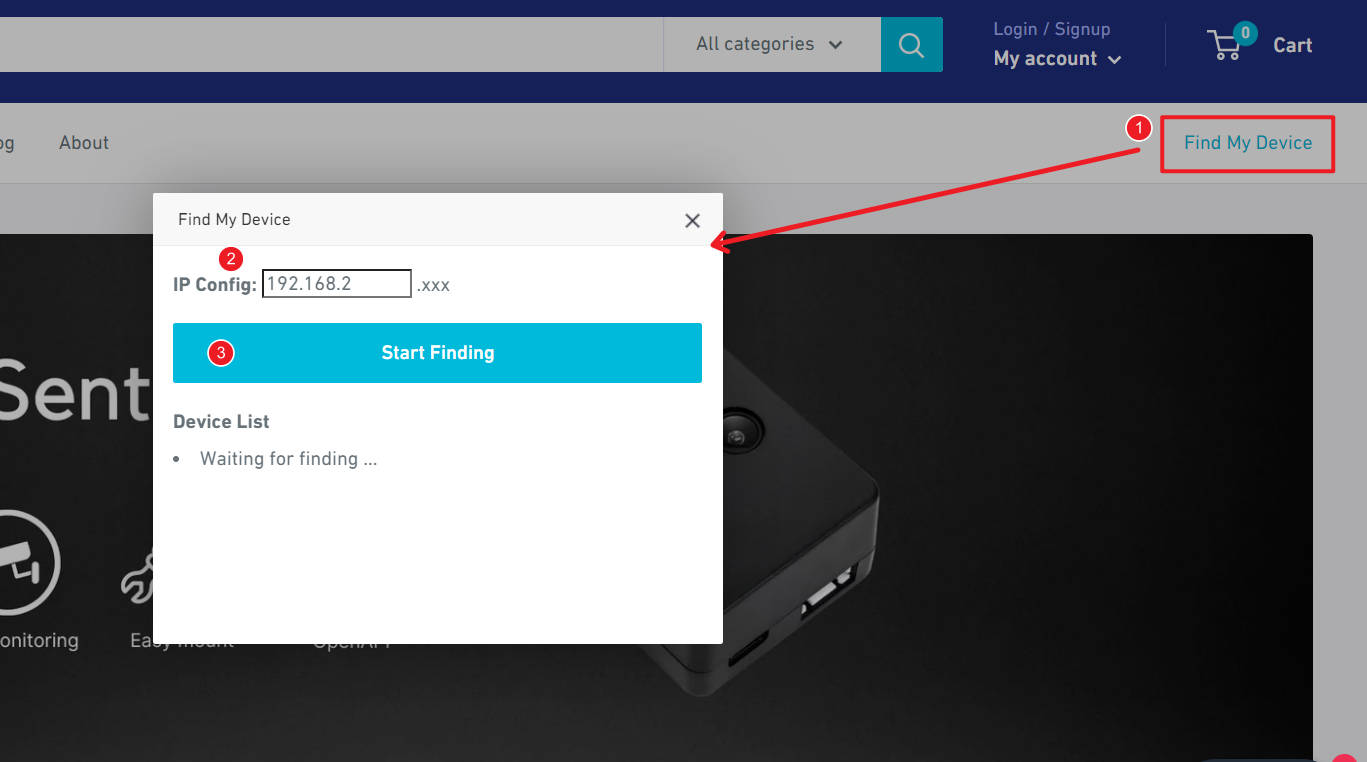 All categories
Login / Signup
My account
0
Cart
og
About
1
Find My Device
Find My Device
2
IP Config: 192.168.2 .xxx
3
Start Finding
Sent
Device List
Waiting for finding ...
onitoring
Easy mount
OpenAPI